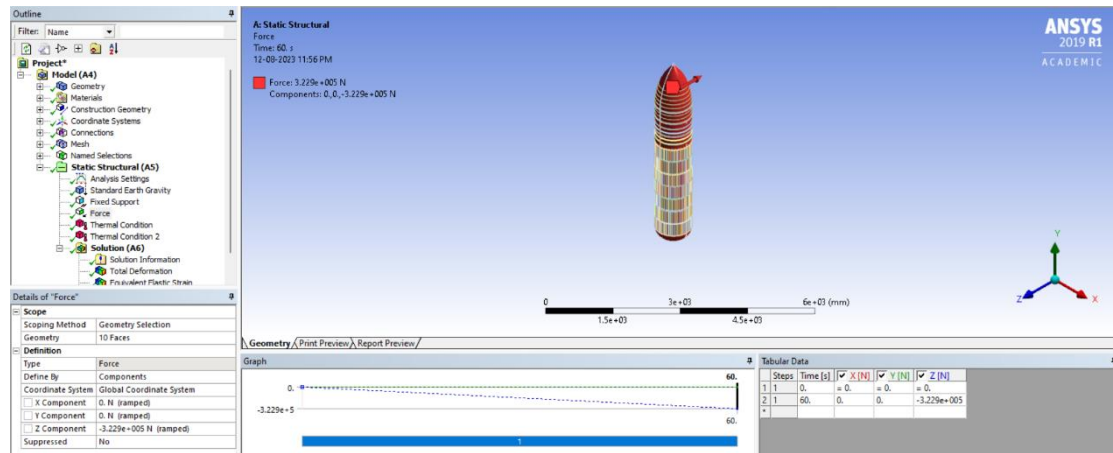 Outline
Filter: Name
Project*
Model (A4)
Geometry
Materials
Construction Geometry
Coordinate Systems
Connections
Mesh
Named Selections
Static Structural (A5)
Analysis Settings
Standard Earth Gravity
Fixed Support
Force
Thermal Condition
Thermal Condition 2
Solution (A6)
Solution Information
Total Deformation
Equivalent Elastic Strain
Details of "Force"
Scope
Scoping Method Geometry Selection
Geometry 10 Faces
Definition
Type Force
Define By Components
Coordinate System Global Coordinate System
X Component 0. N (ramped)
Y Component 0. N (ramped)
Z Component -3.229e+005 N (ramped)
Suppressed No
A: Static Structural
Force
Time: 60. s
12-08-2023 11:56 PM
Force: 3.229e+005 N
Components: 0.,0.,-3.229e+005 N
ANSYS
2019 R1
ACADEMIC
Y
Z X
0 3e+03 6e+03 (mm)
1.5e+03 4.5e+03
Geometry Print Preview Report Preview
Graph
60.
0.
-3.229e+5
60.
1
Tabular Data
Steps Time [s] X [N] Y [N] Z [N]
1 1 0. = 0. = 0. = 0.
2 1 60. 0. 0. -3.229e+005
*